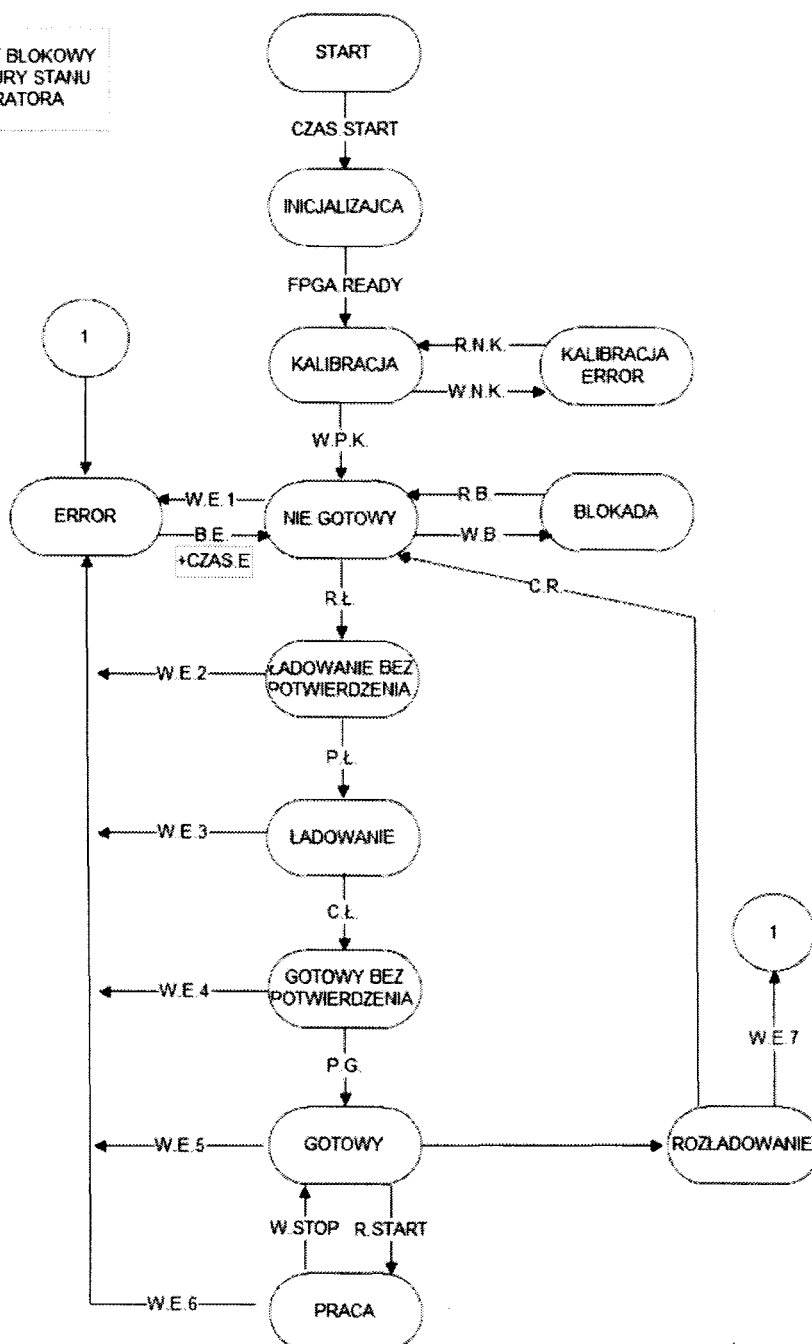 BLOKOWY
URY STANU
RATORA
START
CZAS.START
INICJALIZAJCA
FPGA.READY
1
KALIBRACJA
R.N.K.
W.N.K.
KALIBRACJA
ERROR
W.P.K.
ERROR
W.E.1
B.E.
+CZAS.E
NIE GOTOWY
R.B.
W.B.
BLOKADA
C.R.
R.Ł.
W.E.2
ŁADOWANIE BEZ
POTWIERDZENIA
P.Ł.
W.E.3
ŁADOWANIE
C.Ł.
1
W.E.4
GOTOWY BEZ
POTWIERDZENIA
W.E.7
P.G.
W.E.5
GOTOWY
ROZŁADOWANIE
W.STOP
R.START
W.E.6
PRACA